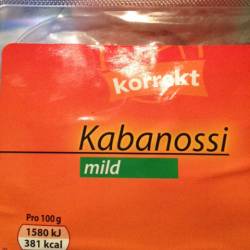 korrekt
Kabanossi
mild
Pro 100 g
1580 kJ
381 kcal